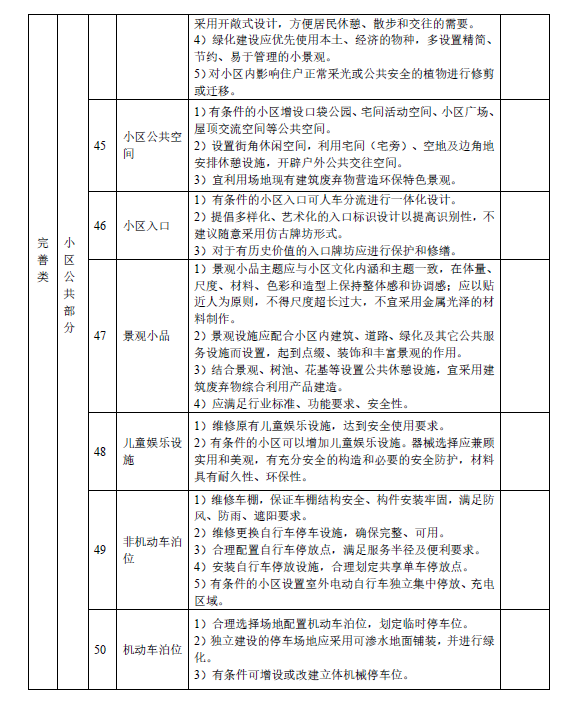 采用开敞式设计，方便居民休憩、散步和交往的需要。
4）绿化建设应优先使用本土、经济的物种，多设置精简、
节约、易于管理的小景观。
5）对小区内影响住户正常采光或公共安全的植物进行修剪
或迁移。
完善类
小区公共部分
45
小区公共空
间
1）有条件的小区增设口袋公园、宅间活动空间、小区广场、
屋顶交流空间等公共空间。
2）设置街角休闲空间，利用宅间（宅旁）、空地及边角地
安排休憩设施，开辟户外公共交往空间。
3）宜利用场地现有建筑废弃物营造环保特色景观。
46
小区入口
1）有条件的小区入口可人车分流进行一体化设计。
2）提倡多样化、艺术化的入口标识设计以提高识别性，不
建议随意采用仿古牌坊形式。
3）对于有历史价值的入口牌坊应进行保护和修缮。
47
景观小品
1）景观小品主题应与小区文化内涵和主题一致，在体量、
尺度、材料、色彩和造型上保持整体感和协调感；应以贴
近人为原则，不得尺度超长过大，不宜采用金属光泽的材
料制作。
2）景观设施应配合小区内建筑、道路、绿化及其它公共服
务设施而设置，起到点缀、装饰和丰富景观的作用。
3）结合景观、树池、花基等设置公共休憩设施，宜采用建
筑废弃物综合利用产品建造。
4）应满足行业标准、功能要求、安全性。
48
儿童娱乐设
施
1）维修原有儿童娱乐设施，达到安全使用要求。
2）有条件的小区可以增加儿童娱乐设施。器械选择应兼顾
实用和美观，有充分安全的构造和必要的安全防护，材料
具有耐久性、环保性。
49
非机动车泊
位
1）维修车棚，保证车棚结构安全、构件安装牢固，满足防
风、防雨、遮阳要求。
2）维修更换自行车停车设施，确保完整、可用。
3）合理配置自行车停放点，满足服务半径及便利要求。
4）安装自行车停放设施，合理划定共享单车停放点。
5）有条件的小区设置室外电动自行车独立集中停放、充电
区域。
50
机动车泊位
1）合理选择场地配置机动车泊位，划定临时停车位。
2）独立建设的停车场地应采用可渗水地面铺装，并进行绿
化。
3）有条件可增设或改建立体机械停车位。